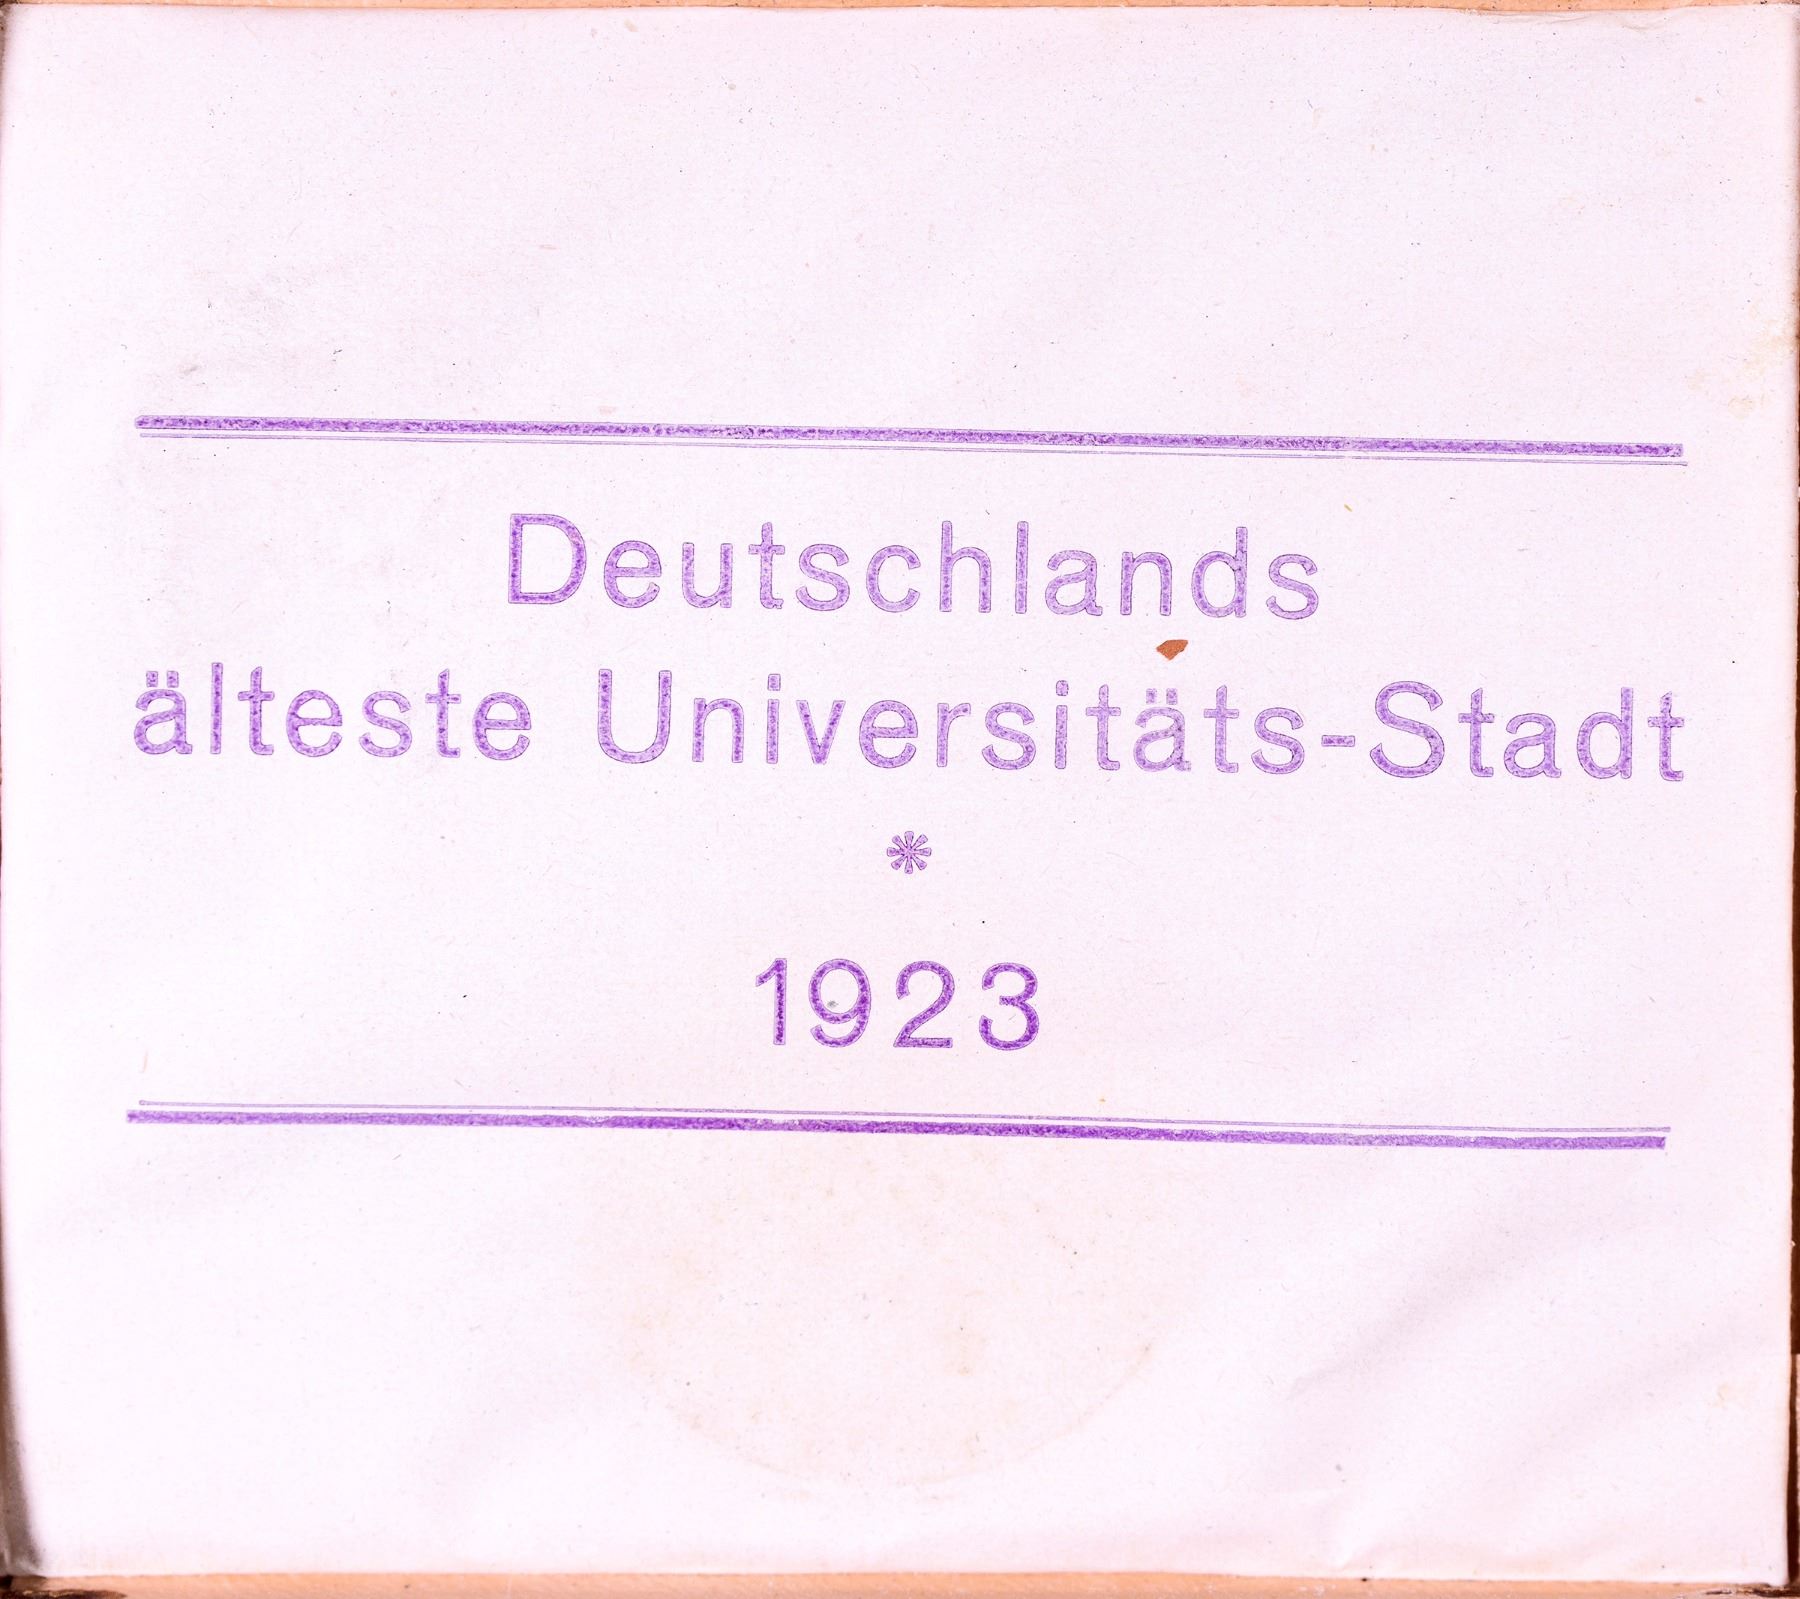 Deutschlands
älteste Universitäts-Stadt
*
1923